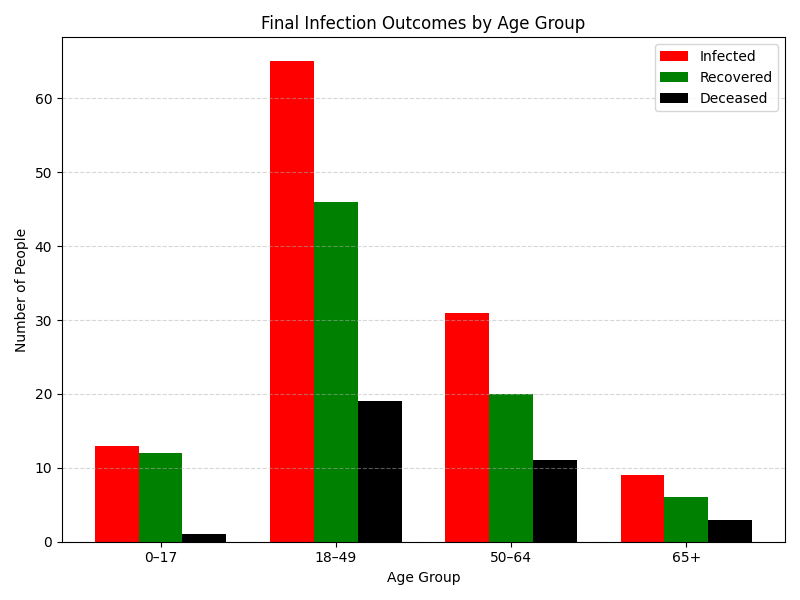 Final Infection Outcomes by Age Group
Infected
Recovered
Deceased
Number of People
60
50
40
30
20
10
0
0–17
18–49
50–64
65+
Age Group